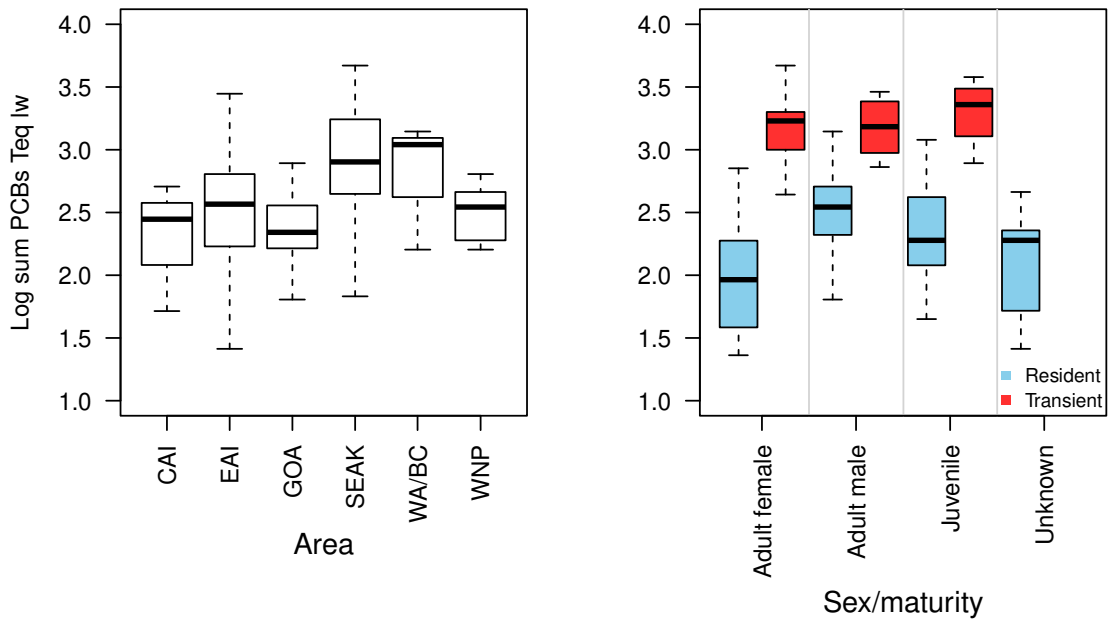 Log sum PCBs Teq lw
4.0
3.5
3.0
2.5
2.0
1.5
1.0
CAI
EAI
GOA
SEAK
WA/BC
WNP
Area
4.0
3.5
3.0
2.5
2.0
1.5
1.0
Resident
Transient
Adult female
Adult male
Juvenile
Unknown
Sex/maturity